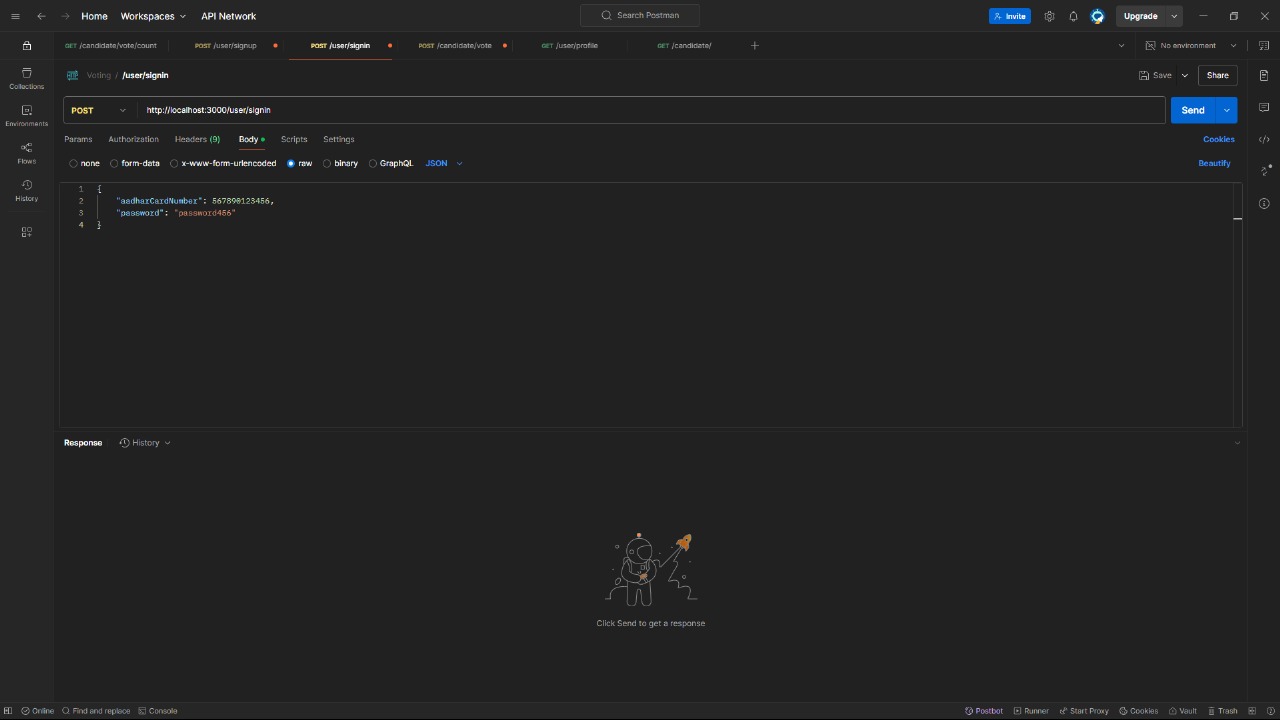 Home Workspaces API Network Search Postman Invite Upgrade
GET /candidate/vote/count POST /user/signup POST /user/signin POST /candidate/vote GET /user/profile GET /candidate/ No environment
Collections
Environments
Flows
History
Voting / /user/signin Save Share
POST http://localhost:3000/user/signin Send
Params Authorization Headers (9) Body Scripts Settings Cookies
none form-data x-www-form-urlencoded raw binary GraphQL JSON Beautify
1 {
2 "aadharCardNumber": 567890123456,
3 "password": "password456"
4 }
Response History
Click Send to get a response
Online Find and replace Console Postbot Runner Start Proxy Cookies Vault Trash